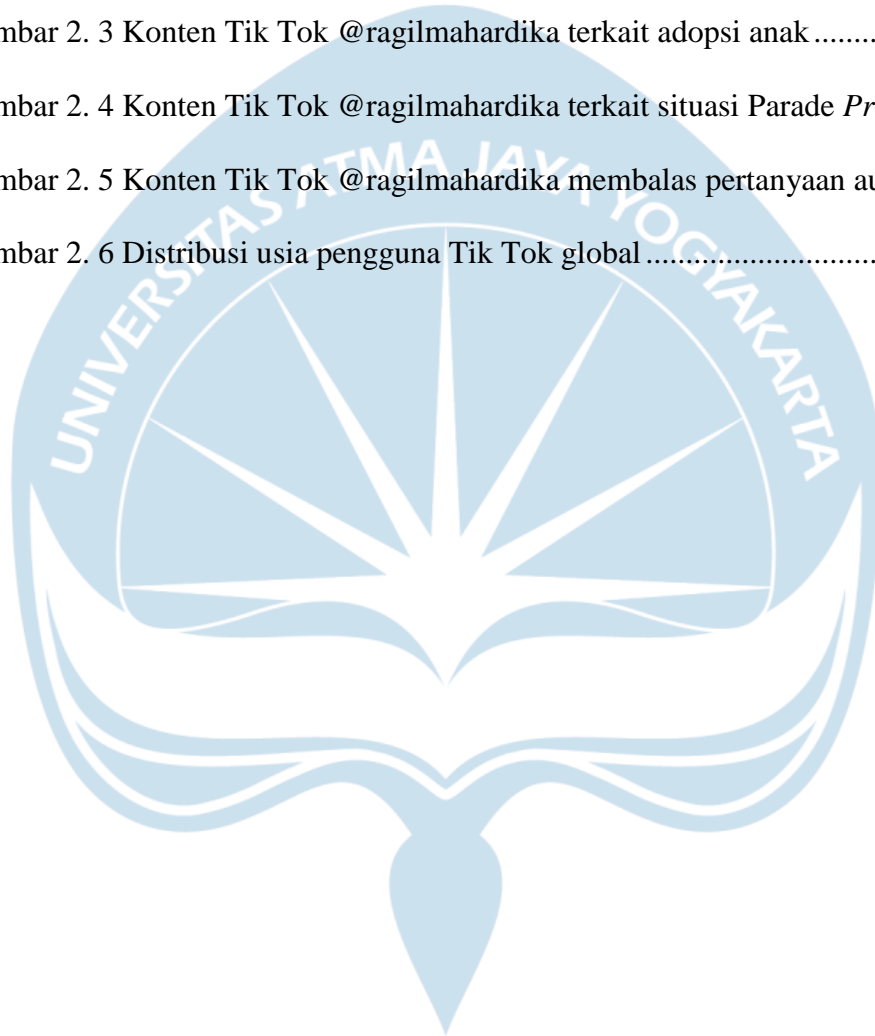 mbar 2. 3 Konten Tik Tok @ragilmahardika terkait adopsi anak ........
mbar 2. 4 Konten Tik Tok @ragilmahardika terkait situasi Parade Pr
mbar 2. 5 Konten Tik Tok @ragilmahardika membalas pertanyaan au
mbar 2. 6 Distribusi usia pengguna Tik Tok global ............................
UNIVERSITAS ATMA JAYA YOGYAKARTA